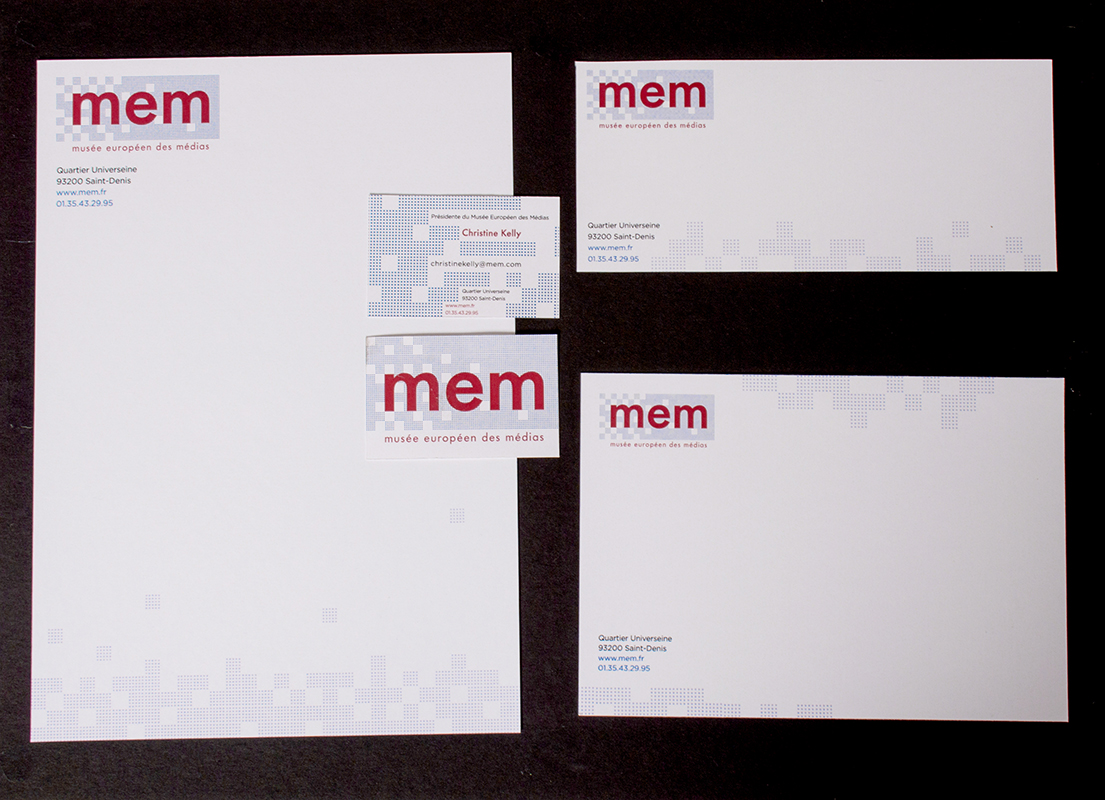 mem
musée européen des médias
Quartier Universeine
93200 Saint-Denis
www.mem.fr
01.35.43.29.95
Présidente du Musée Européen des Médias
Christine Kelly
christinekelly@mem.com
Quartier Universeine
93200 Saint-Denis
www.mem.fr
01.35.43.29.95
mem
musée européen des médias
mem
musée européen des médias
Quartier Universeine
93200 Saint-Denis
www.mem.fr
01.35.43.29.95
mem
musée européen des médias
Quartier Universeine
93200 Saint-Denis
www.mem.fr
01.35.43.29.95